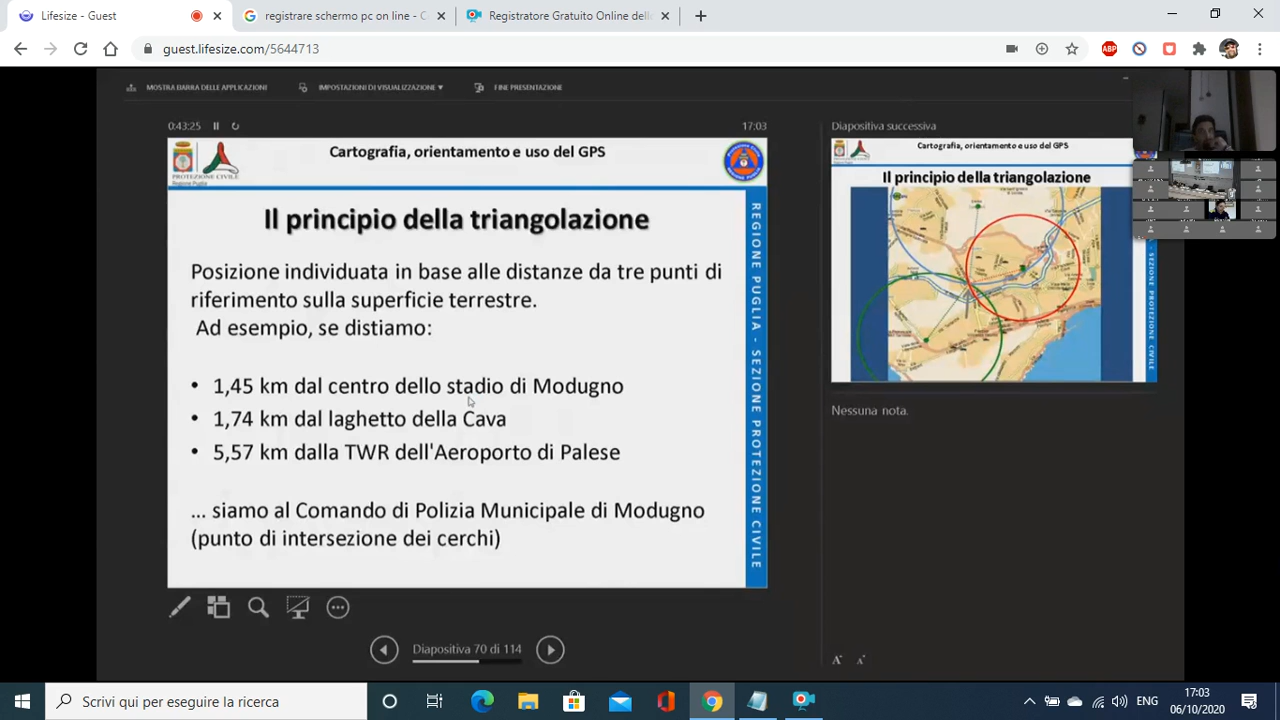 Lifesize - Guest
registrare schermo pc on line - C
Registratore Gratuito Online dell
guest.lifesize.com/5644713
ABP
MOSTRA BARRA DELLE APPLICAZIONI
IMPOSTAZIONI DI VISUALIZZAZIONE ▾
FINE PRESENTAZIONE
0:43:25
17:03
Diapositiva successiva
PROTEZIONE CIVILE
Regione Puglia
Cartografia, orientamento e uso del GPS
Il principio della triangolazione
Posizione individuata in base alle distanze da tre punti di
riferimento sulla superficie terrestre.
Ad esempio, se distiamo:
• 1,45 km dal centro dello stadio di Modugno
• 1,74 km dal laghetto della Cava
• 5,57 km dalla TWR dell'Aeroporto di Palese
... siamo al Comando di Polizia Municipale di Modugno
(punto di intersezione dei cerchi)
REGIONE PUGLIA - SEZIONE PROTEZIONE CIVILE
Cartografia, orientamento e uso del GPS
Il principio della triangolazione
Nessuna nota.
Diapositiva 70 di 114
A A
Scrivi qui per eseguire la ricerca
ENG
17:03
06/10/2020